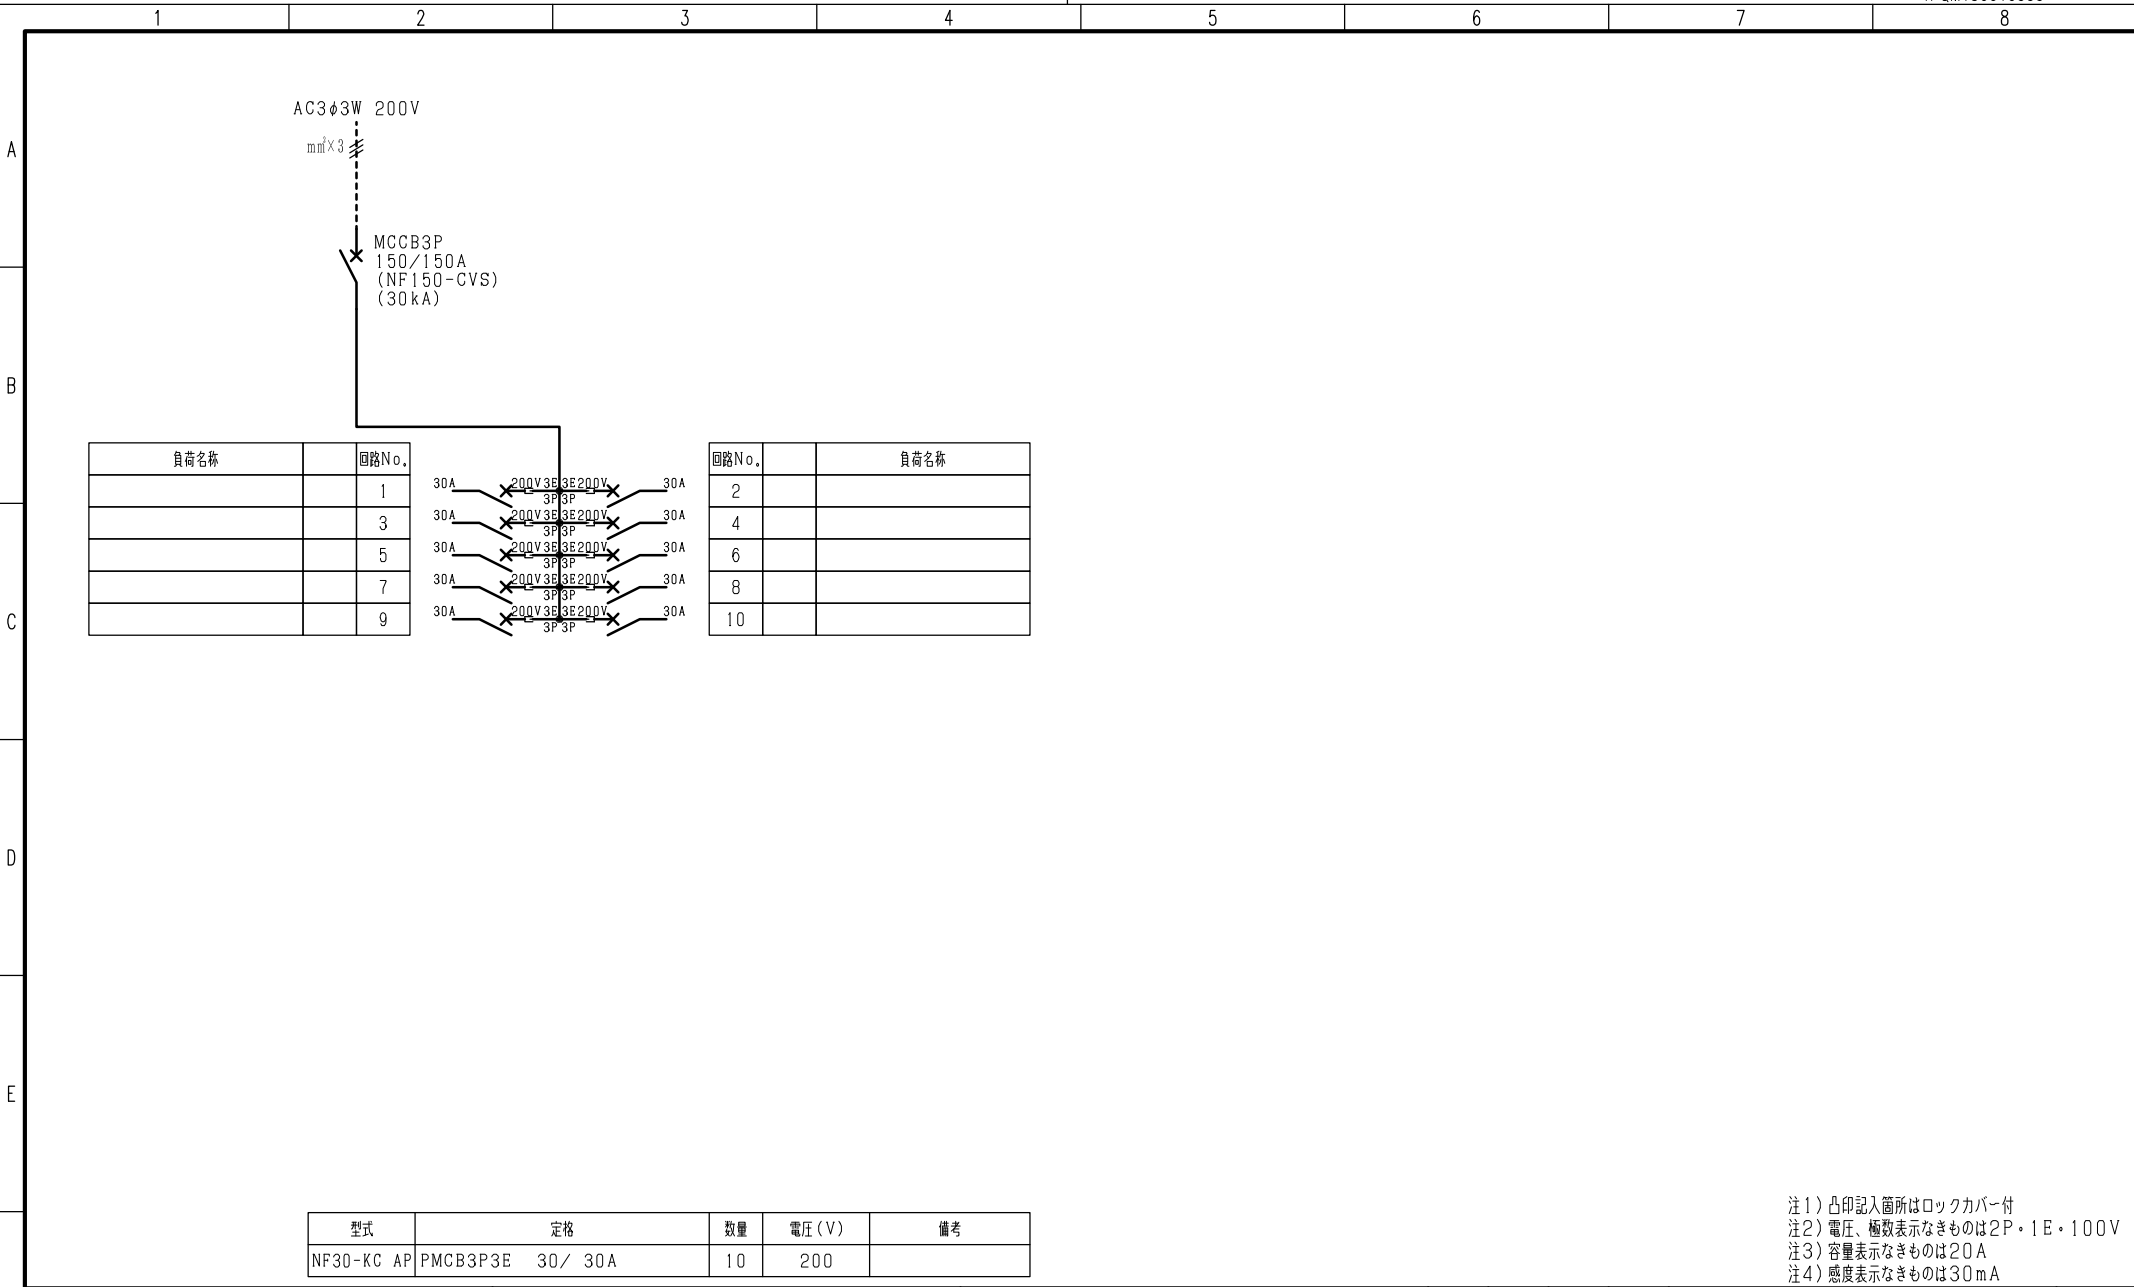 1 2 3 4 5 6 7 8
A
AC3φ3W 200V
mm²×3
MCCB3P
150/150A
(NF150-CVS)
(30kA)
B
負荷名称 回路No. 回路No. 負荷名称
1 30A 200V 3E 3E 200V 30A 2
3P 3P
3 30A 200V 3E 3E 200V 30A 4
3P 3P
5 30A 200V 3E 3E 200V 30A 6
3P 3P
7 30A 200V 3E 3E 200V 30A 8
3P 3P
C
9 30A 200V 3E 3E 200V 30A 10
3P 3P
D
E
型式 定格 数量 電圧(V) 備考
NF30-KC AP PMCB3P3E 30/ 30A 10 200
注1)凸印記入箇所はロックカバー付
注2)電圧、極数表示なきものは2P・1E・100V
注3)容量表示なきものは20A
注4)感度表示なきものは30mA